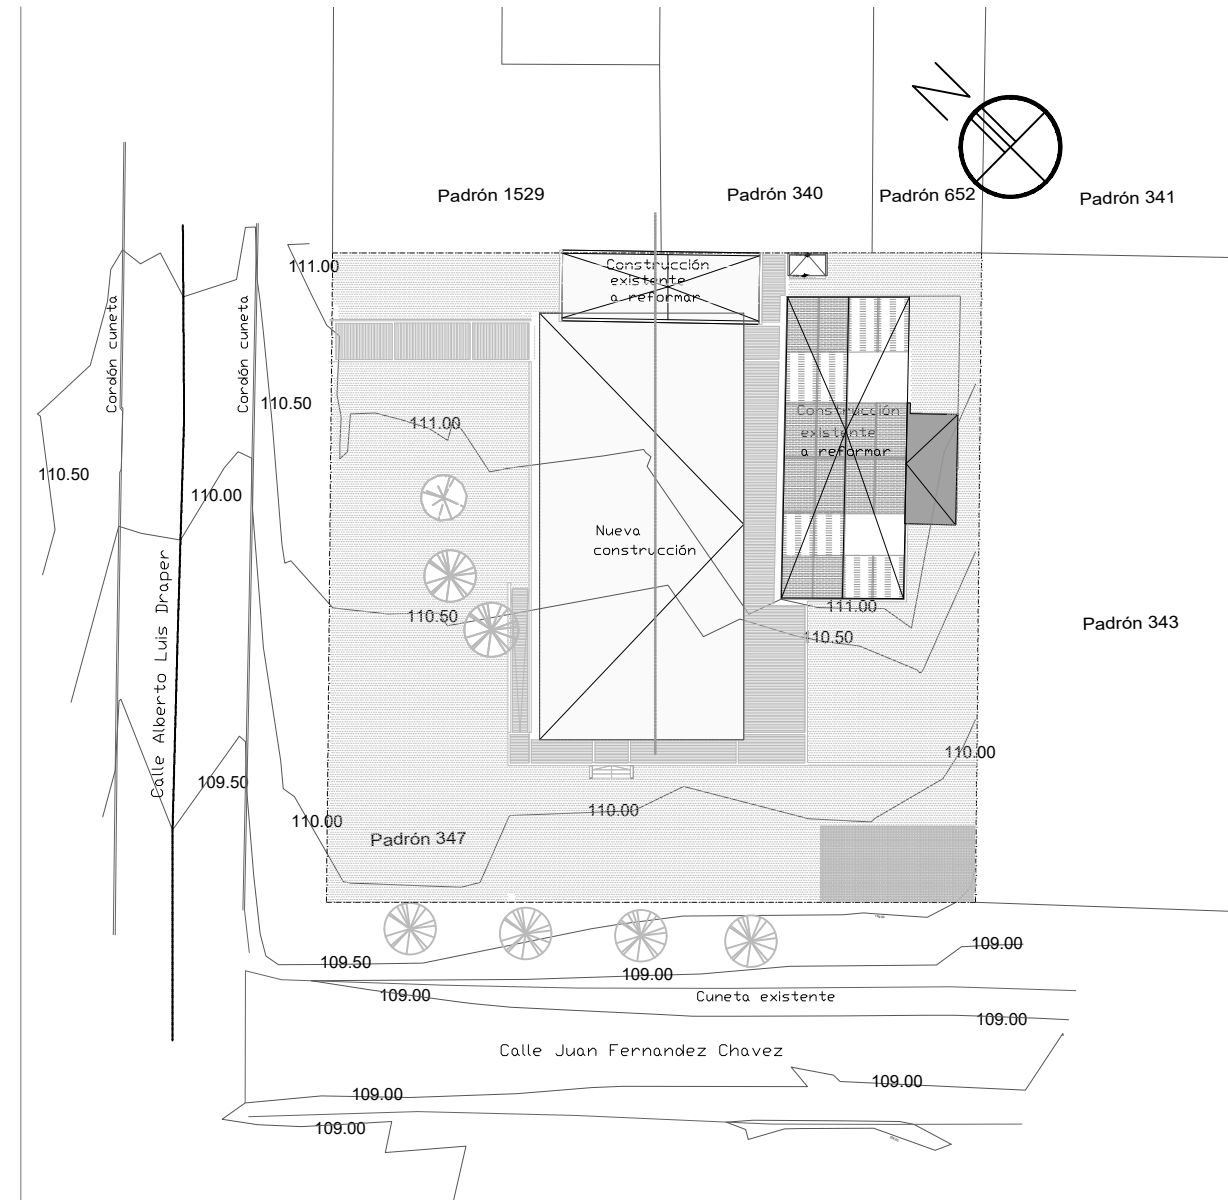 N
Padrón 1529
Padrón 340
Padrón 652
Padrón 341
111.00
Construcción
existente
a reformar
Cordón cuneta
Cordón cuneta
110.50
111.00
Construcción
existente
a reformar
110.50
110.00
Nueva
construcción
Calle Alberto Luis Draper
110.50
111.00
110.50
Padrón 343
110.00
109.50
110.00
110.00
Padrón 347
109.50
109.00
109.00
109.00
Cuneta existente
109.00
Calle Juan Fernandez Chavez
109.00
109.00
109.00